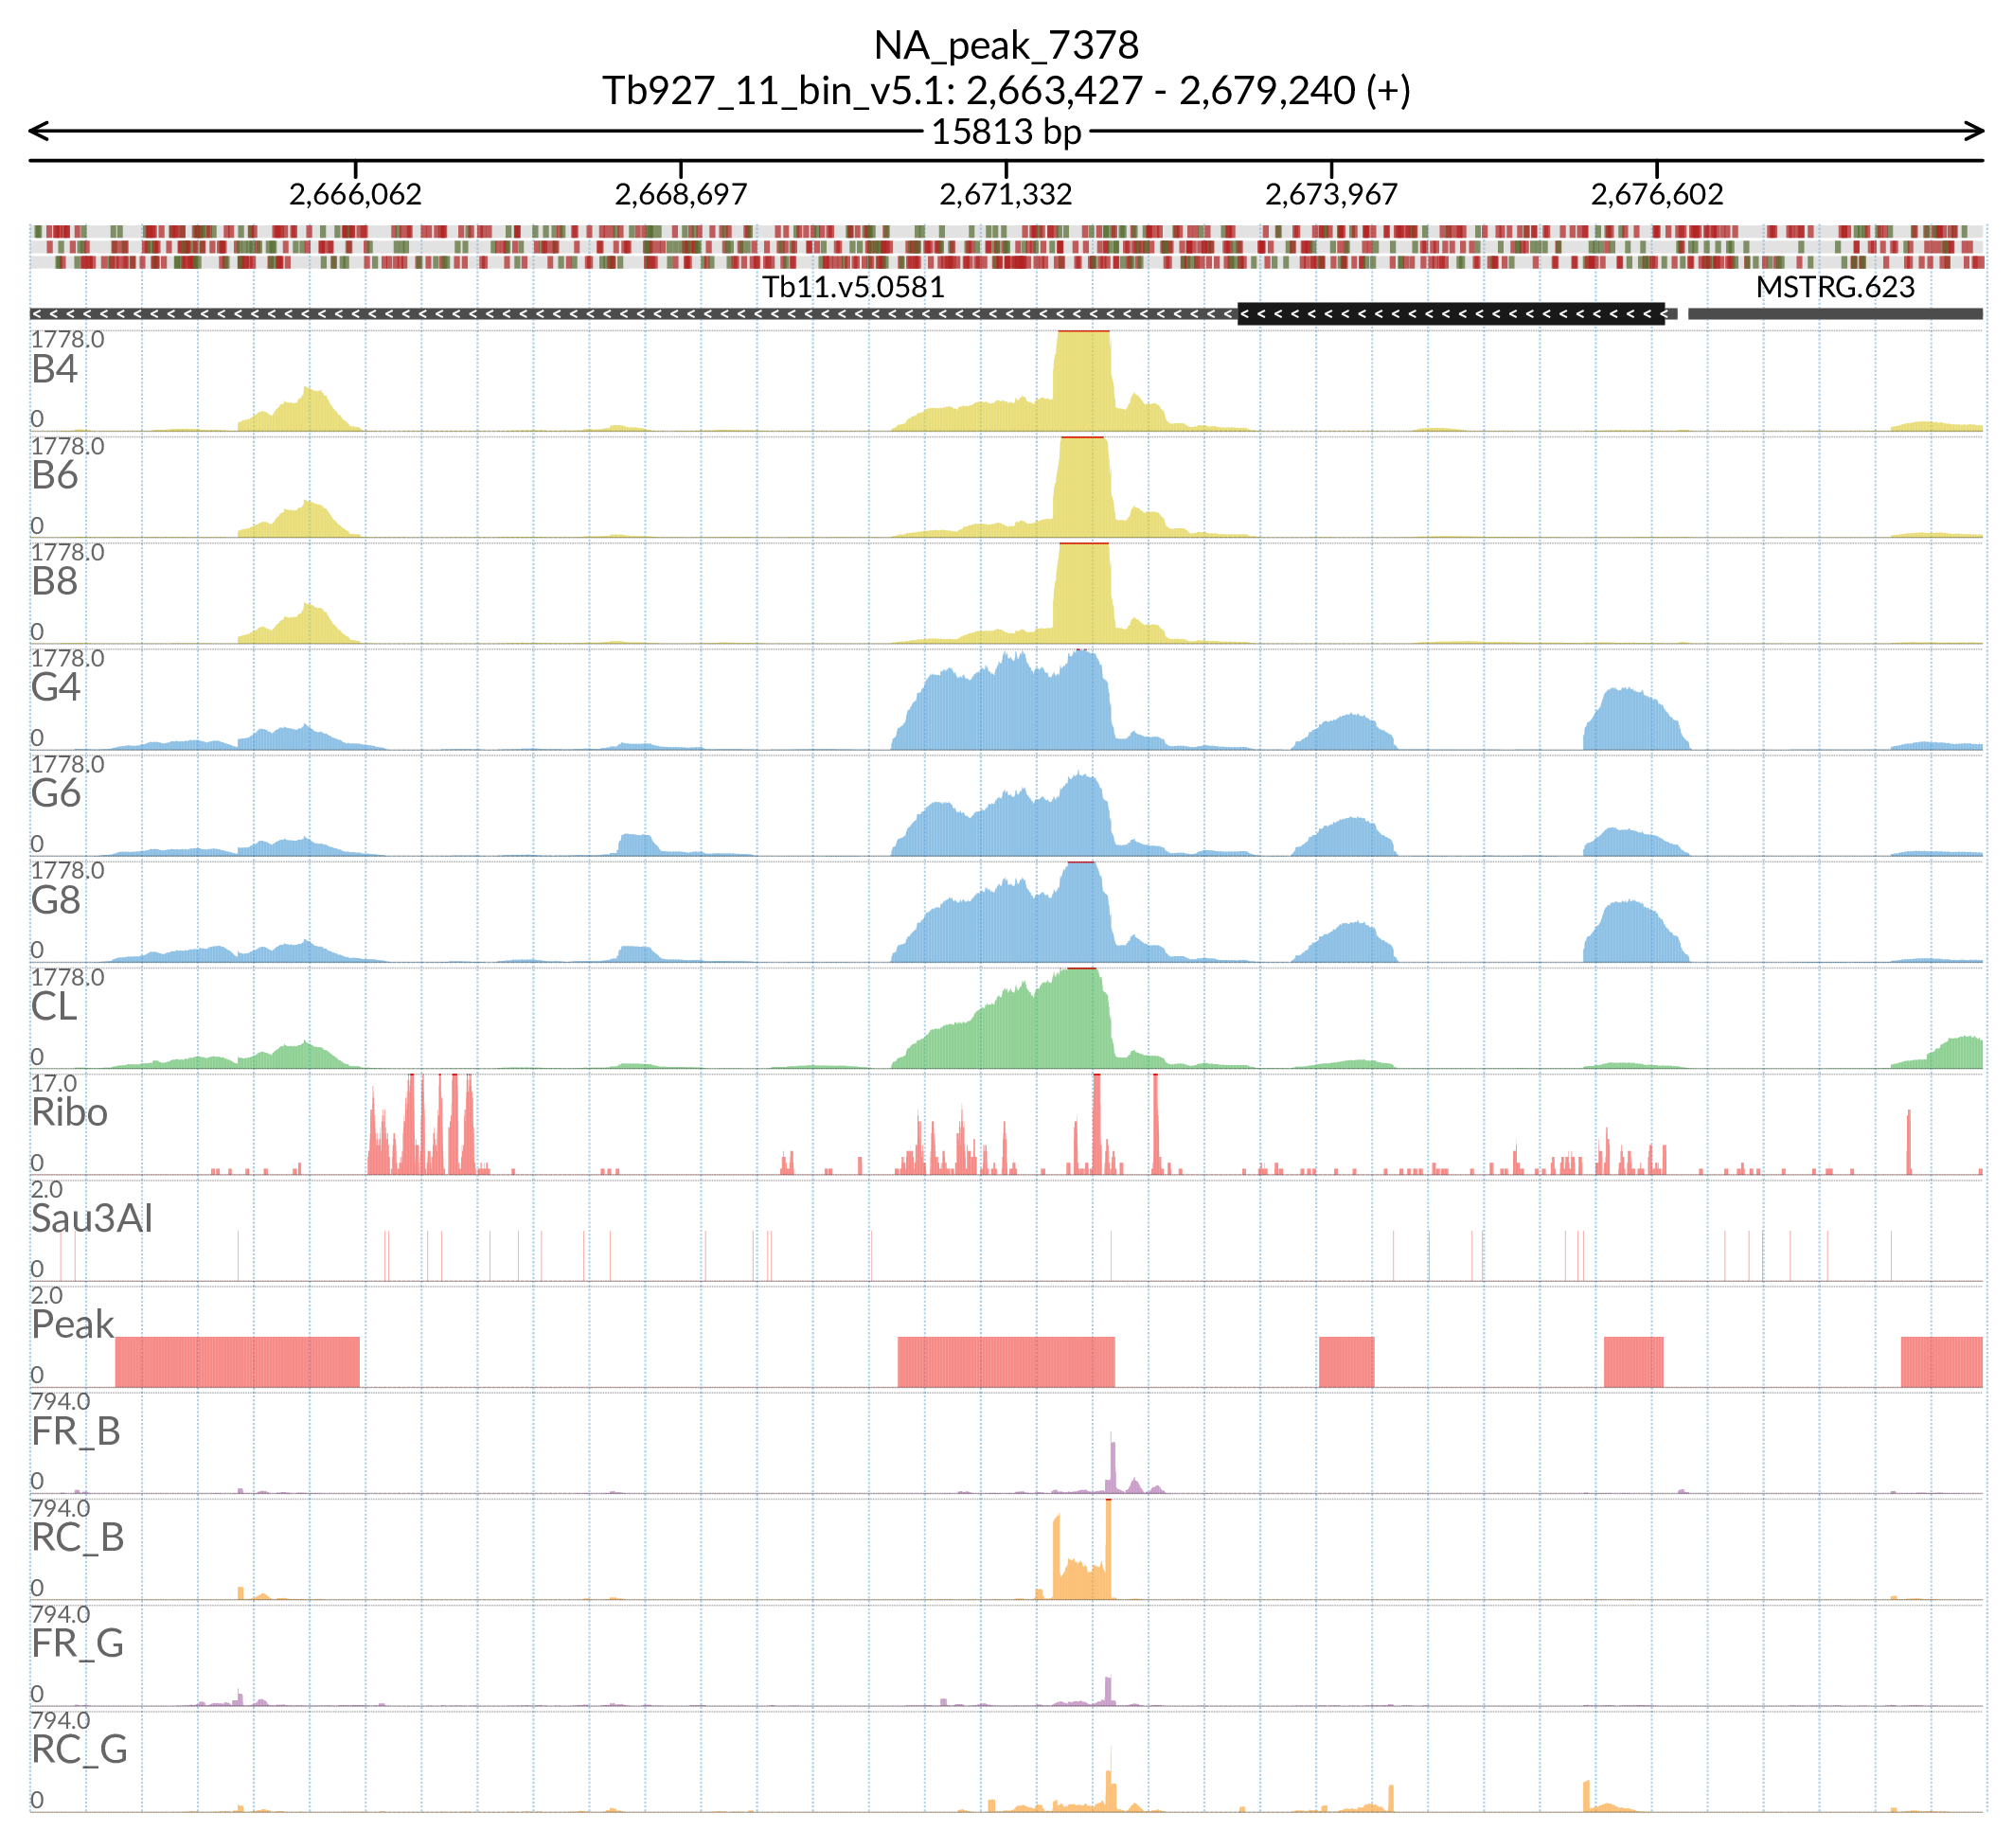 NA_peak_7378
Tb927_11_bin_v5.1: 2,663,427 - 2,679,240 (+)
15813 bp
2,666,062 2,668,697 2,671,332 2,673,967 2,676,602
Tb11.v5.0581 MSTRG.623
1778.0
B4
0
1778.0
B6
0
1778.0
B8
0
1778.0
G4
0
1778.0
G6
0
1778.0
G8
0
1778.0
CL
0
17.0
Ribo
0
2.0
Sau3AI
0
2.0
Peak
0
794.0
FR_B
0
794.0
RC_B
0
794.0
FR_G
0
794.0
RC_G
0